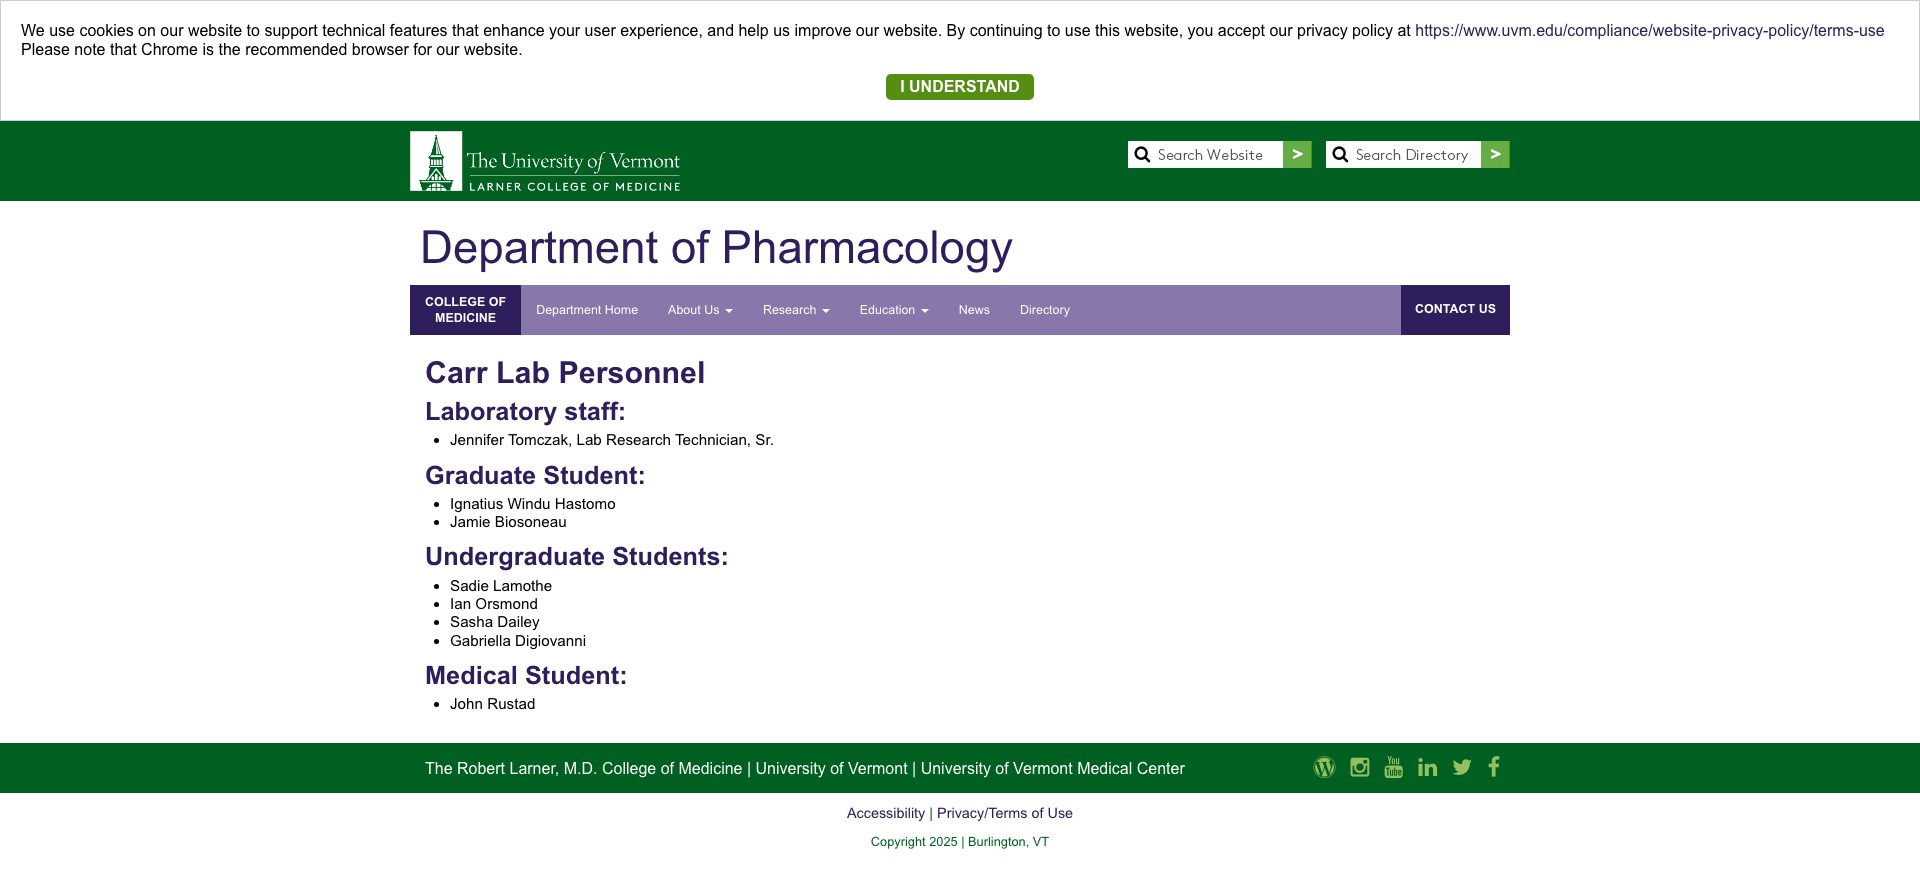 We use cookies on our website to support technical features that enhance your user experience, and help us improve our website. By continuing to use this website, you accept our privacy policy at https://www.uvm.edu/compliance/website-privacy-policy/terms-use
Please note that Chrome is the recommended browser for our website.
I UNDERSTAND
The University of Vermont
LARNER COLLEGE OF MEDICINE
Search Website >
Search Directory >
Department of Pharmacology
COLLEGE OF
MEDICINE
Department Home
About Us
Research
Education
News
Directory
CONTACT US
Carr Lab Personnel
Laboratory staff:
• Jennifer Tomczak, Lab Research Technician, Sr.
Graduate Student:
• Ignatius Windu Hastomo
• Jamie Biosoneau
Undergraduate Students:
• Sadie Lamothe
• Ian Orsmond
• Sasha Dailey
• Gabriella Digiovanni
Medical Student:
• John Rustad
The Robert Larner, M.D. College of Medicine | University of Vermont | University of Vermont Medical Center
You
Tube
in
Accessibility | Privacy/Terms of Use
Copyright 2025 | Burlington, VT